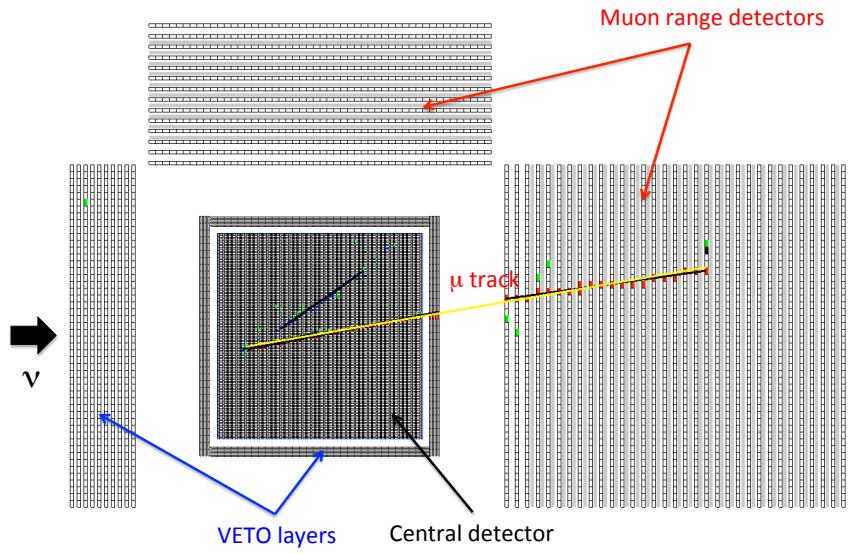 Muon range detectors
μ track
ν
VETO layers
Central detector